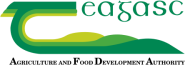 teagasc
AGRICULTURE AND FOOD DEVELOPMENT AUTHORITY